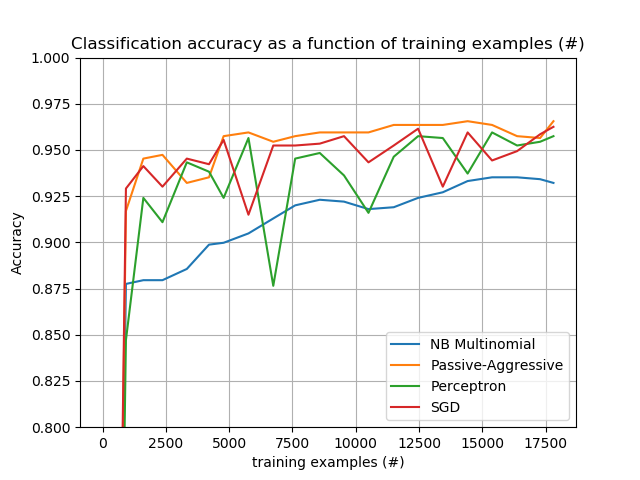 Classification accuracy as a function of training examples (#)
1.000
0.975
0.950
0.925
0.900
0.875
0.850
0.825
0.800
Accuracy
NB Multinomial
Passive-Aggressive
Perceptron
SGD
0 2500 5000 7500 10000 12500 15000 17500
training examples (#)